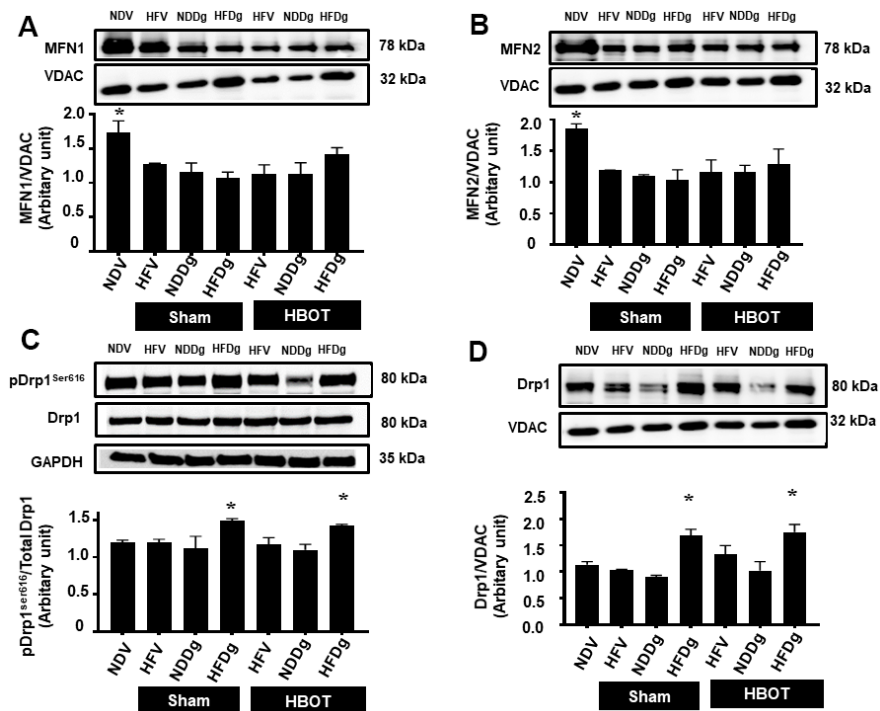 A
NDV HFV NDDg HFDg HFV NDDg HFDg
MFN1 78 kDa
VDAC 32 kDa
*
2.0
1.5
1.0
0.5
0
MFN1/VDAC
(Arbitary unit)
NDV HFV NDDg HFDg HFV NDDg HFDg
Sham HBOT
B
NDV HFV NDDg HFDg HFV NDDg HFDg
MFN2 78 kDa
VDAC 32 kDa
*
2.0
1.5
1.0
0.5
0
MFN2/VDAC
(Arbitary unit)
NDV HFV NDDg HFDg HFV NDDg HFDg
Sham HBOT
C
NDV HFV NDDg HFDg HFV NDDg HFDg
pDrp1Ser616 80 kDa
Drp1 80 kDa
GAPDH 35 kDa
* *
1.5
1.0
0.5
0
pDrp1ser616/Total Drp1
(Arbitary unit)
NDV HFV NDDg HFDg HFV NDDg HFDg
Sham HBOT
D
NDV HFV NDDg HFDg HFV NDDg HFDg
Drp1 80 kDa
VDAC 32 kDa
* *
2.5
2.0
1.5
1.0
0
Drp1/VDAC
(Arbitary unit)
NDV HFV NDDg HFDg HFV NDDg HFDg
Sham HBOT